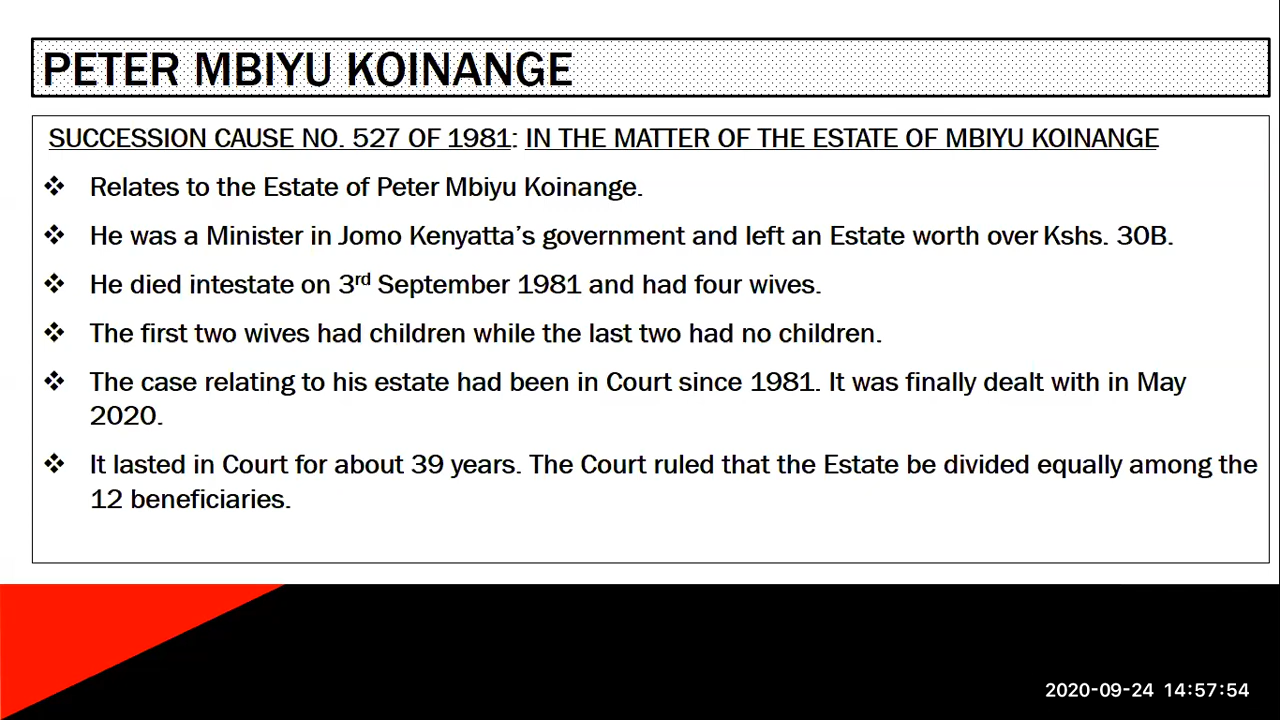 PETER MBIYU KOINANGE
SUCCESSION CAUSE NO. 527 OF 1981: IN THE MATTER OF THE ESTATE OF MBIYU KOINANGE
❖ Relates to the Estate of Peter Mbiyu Koinange.
❖ He was a Minister in Jomo Kenyatta’s government and left an Estate worth over Kshs. 30B.
❖ He died intestate on 3rd September 1981 and had four wives.
❖ The first two wives had children while the last two had no children.
❖ The case relating to his estate had been in Court since 1981. It was finally dealt with in May
2020.
❖ It lasted in Court for about 39 years. The Court ruled that the Estate be divided equally among the
12 beneficiaries.
2020-09-24 14:57:54